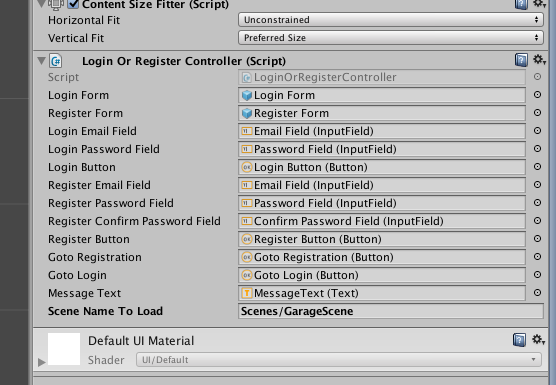 Content Size Fitter (Script)
Horizontal Fit Unconstrained
Vertical Fit Preferred Size
Login Or Register Controller (Script)
Script LoginOrRegisterController
Login Form Login Form
Register Form Register Form
Login Email Field Email Field (InputField)
Login Password Field Password Field (InputField)
Login Button Login Button (Button)
Register Email Field Email Field (InputField)
Register Password Field Password Field (InputField)
Register Confirm Password Field Confirm Password Field (InputField)
Register Button Register Button (Button)
Goto Registration Goto Registration (Button)
Goto Login Goto Login (Button)
Message Text MessageText (Text)
Scene Name To Load Scenes/GarageScene
Default UI Material
Shader UI/Default